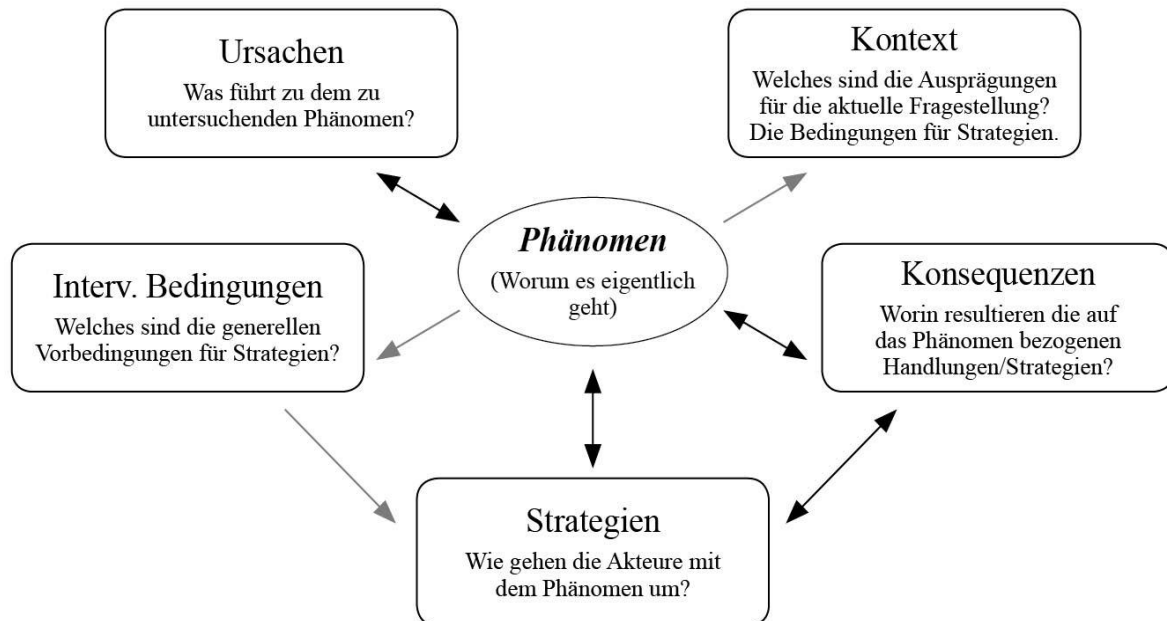 Ursachen
Was führt zu dem zu
untersuchenden Phänomen?
Kontext
Welches sind die Ausprägungen
für die aktuelle Fragestellung?
Die Bedingungen für Strategien.
Phänomen
(Worum es eigentlich
geht)
Interv. Bedingungen
Welches sind die generellen
Vorbedingungen für Strategien?
Konsequenzen
Worin resultieren die auf
das Phänomen bezogenen
Handlungen/Strategien?
Strategien
Wie gehen die Akteure mit
dem Phänomen um?